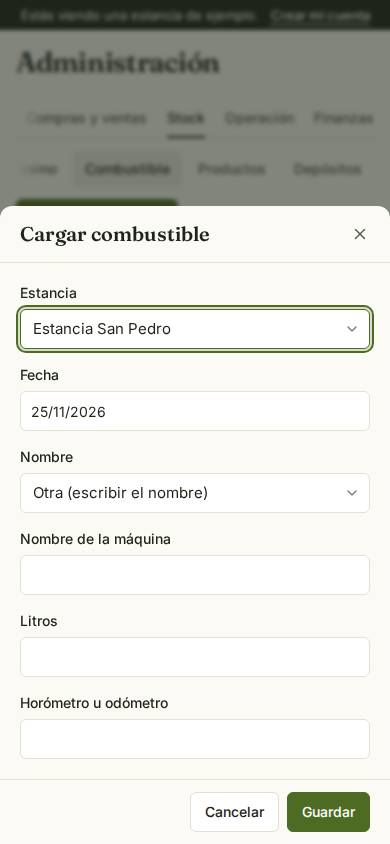 Estás viendo una estancia de ejemplo. Crear mi cuenta
Administración
Compras y ventas Stock Operación Finanzas
Combustible Productos Depósitos
Cargar combustible
Estancia
Estancia San Pedro
Fecha
25/11/2026
Nombre
Otra (escribir el nombre)
Nombre de la máquina
Litros
Horómetro u odómetro
Cancelar Guardar